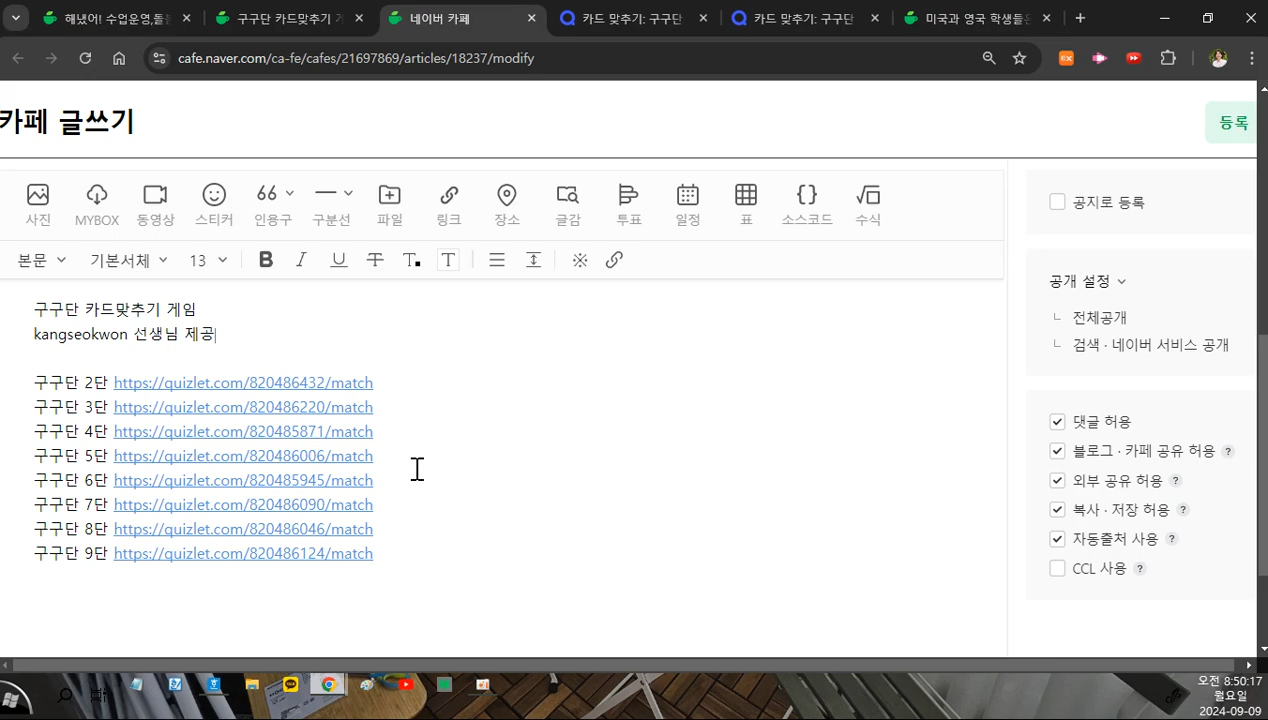 해냈어! 수업운영,돌봄
구구단 카드맞추기 게
네이버 카페
카드 맞추기: 구구단
카드 맞추기: 구구단
미국과 영국 학생들은
cafe.naver.com/ca-fe/cafes/21697869/articles/18237/modify
카페 글쓰기
등록
사진 MYBOX 동영상 스티커 인용구 구분선 파일 링크 장소 글감 투표 일정 표 소스코드 수식
본문 기본서체 13 B I U T T T
구구단 카드맞추기 게임
kangseokwon 선생님 제공
구구단 2단 https://quizlet.com/820486432/match
구구단 3단 https://quizlet.com/820486220/match
구구단 4단 https://quizlet.com/820485871/match
구구단 5단 https://quizlet.com/820486006/match
구구단 6단 https://quizlet.com/820485945/match
구구단 7단 https://quizlet.com/820486090/match
구구단 8단 https://quizlet.com/820486046/match
구구단 9단 https://quizlet.com/820486124/match
공지로 등록
공개 설정
전체공개
검색 · 네이버 서비스 공개
댓글 허용
블로그 · 카페 공유 허용 ?
외부 공유 허용 ?
복사 · 저장 허용 ?
자동출처 사용 ?
CCL 사용 ?
오전 8:50:17
월요일
2024-09-09